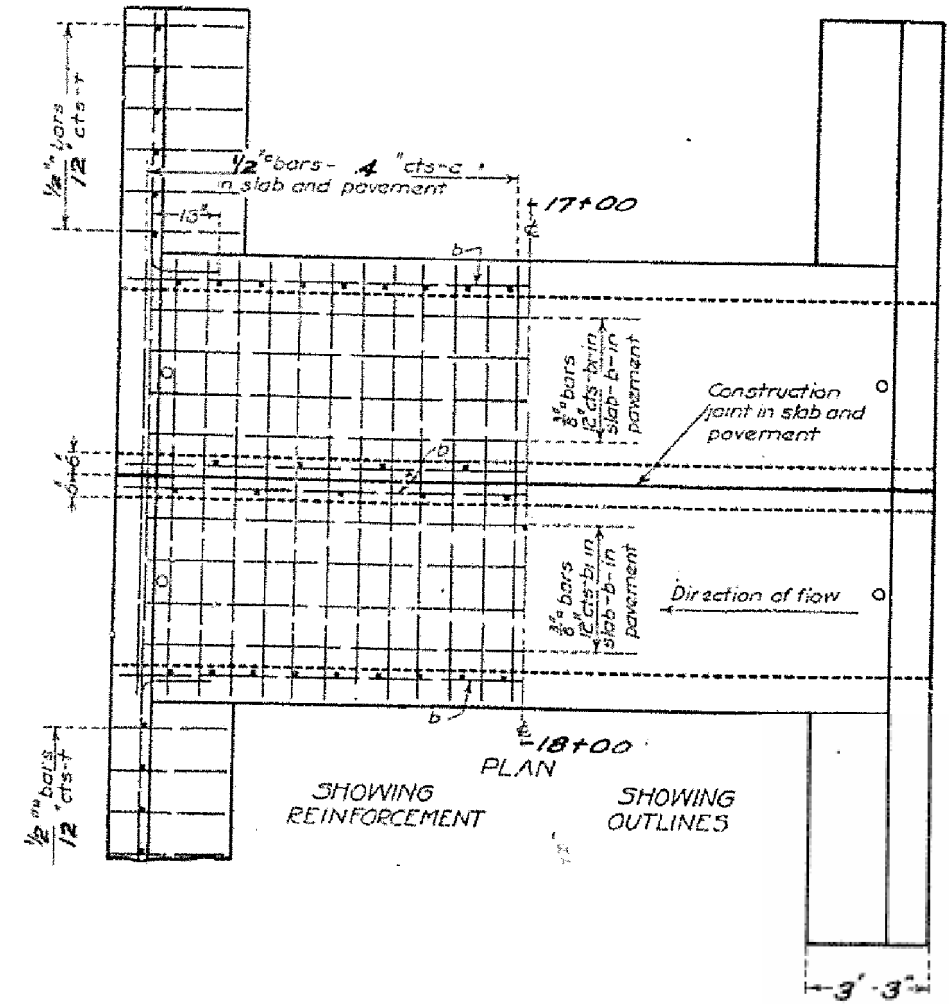 1/2"□ bars
12" cts-t
1/2"□ bars- 4 "cts-c
in slab and pavement
13"
17+00
℄
b
3/8"□ bars
12"cts-b,in
slab-b-in
pavement
Construction
joint in slab and
pavement
6" 6"
b
3/8"□ bars
12"cts-b,in
slab-b-in
pavement
Direction of flow
b
℄
18+00
PLAN
1/2"□ bars
12" cts-t
SHOWING
REINFORCEMENT
SHOWING
OUTLINES
3'-3"